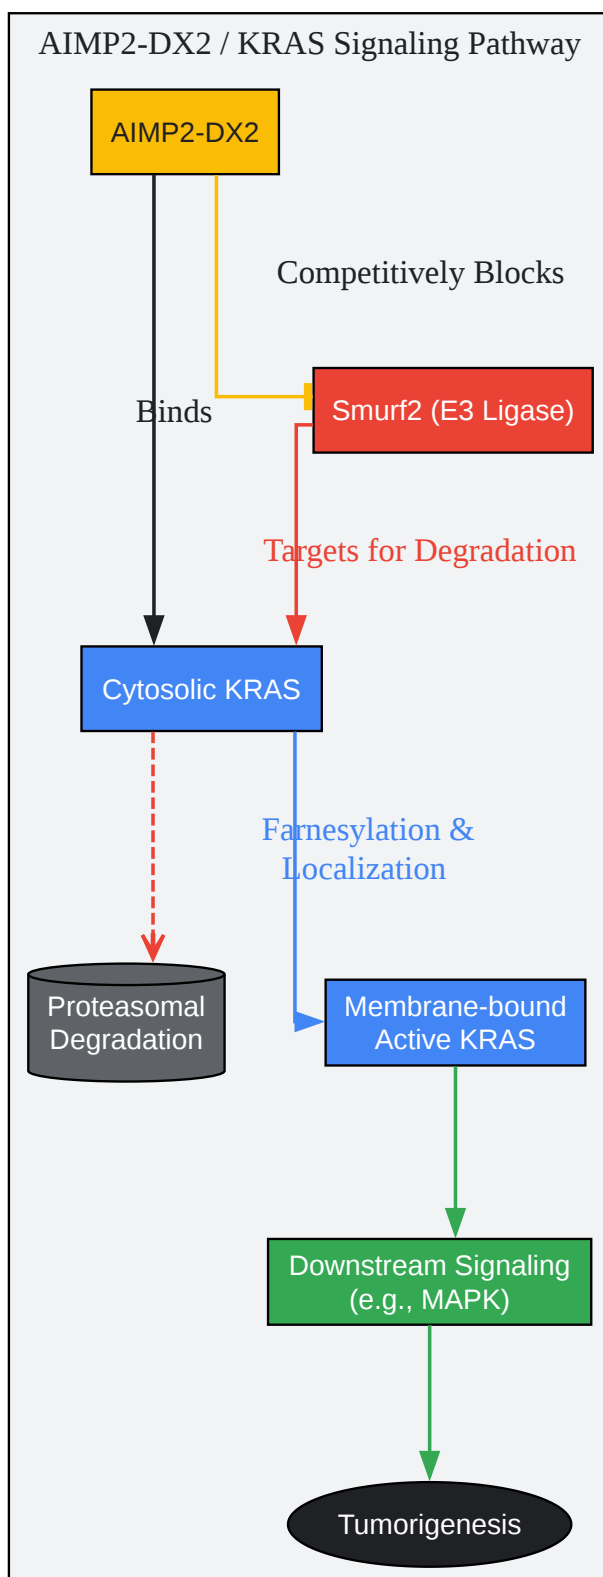 AIMP2-DX2 / KRAS Signaling Pathway
AIMP2-DX2
Competitively Blocks
Smurf2 (E3 Ligase)
Binds
Targets for Degradation
Cytosolic KRAS
Farnesylation &
Localization
Proteasomal
Degradation
Membrane-bound
Active KRAS
Downstream Signaling
(e.g., MAPK)
Tumorigenesis